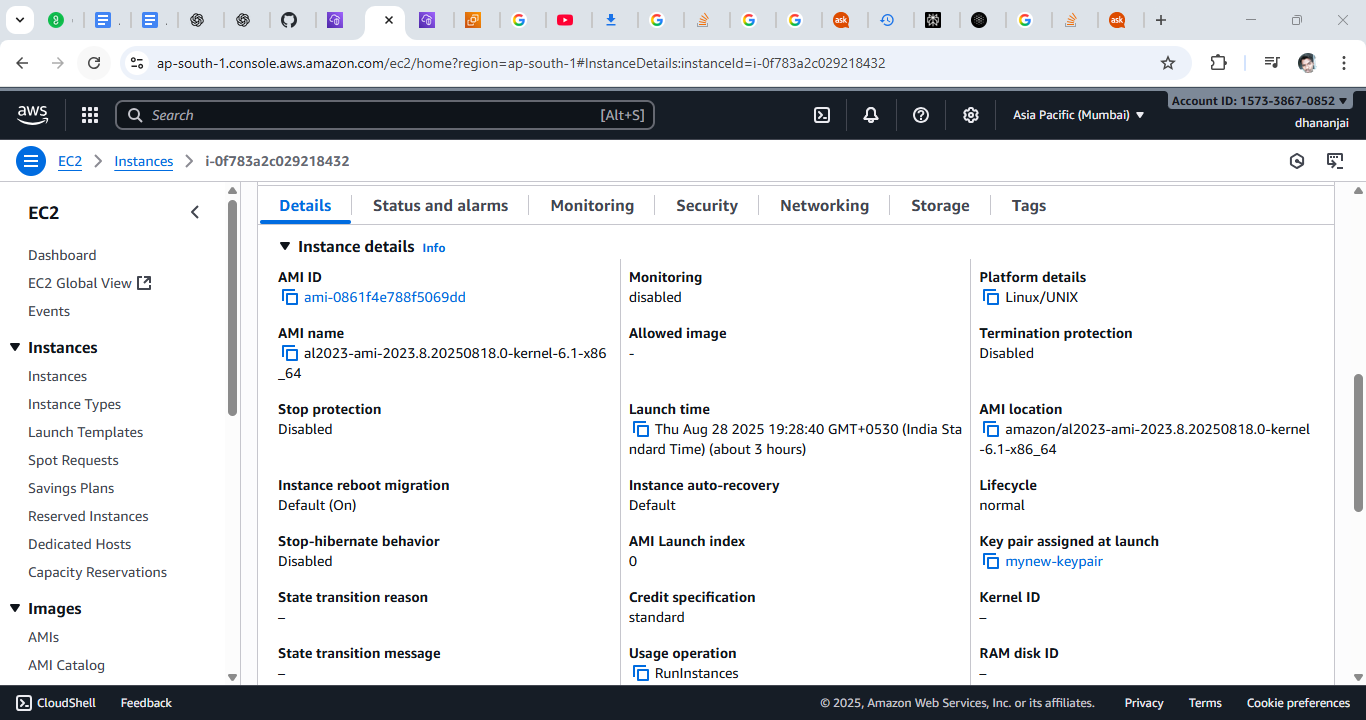 ap-south-1.console.aws.amazon.com/ec2/home?region=ap-south-1#InstanceDetails:instanceId=i-0f783a2c029218432
aws
Search
[Alt+S]
Asia Pacific (Mumbai)
Account ID: 1573-3867-0852
dhananjai
EC2
Instances
i-0f783a2c029218432
EC2
Dashboard
EC2 Global View
Events
Instances
Instances
Instance Types
Launch Templates
Spot Requests
Savings Plans
Reserved Instances
Dedicated Hosts
Capacity Reservations
Images
AMIs
AMI Catalog
Details
Status and alarms
Monitoring
Security
Networking
Storage
Tags
Instance details Info
AMI ID
ami-0861f4e788f5069dd
Monitoring
disabled
Platform details
Linux/UNIX
AMI name
al2023-ami-2023.8.20250818.0-kernel-6.1-x86
_64
Allowed image
-
Termination protection
Disabled
Stop protection
Disabled
Launch time
Thu Aug 28 2025 19:28:40 GMT+0530 (India Sta
ndard Time) (about 3 hours)
AMI location
amazon/al2023-ami-2023.8.20250818.0-kernel
-6.1-x86_64
Instance reboot migration
Default (On)
Instance auto-recovery
Default
Lifecycle
normal
Stop-hibernate behavior
Disabled
AMI Launch index
0
Key pair assigned at launch
mynew-keypair
State transition reason
–
Credit specification
standard
Kernel ID
–
State transition message
–
Usage operation
RunInstances
RAM disk ID
–
CloudShell
Feedback
© 2025, Amazon Web Services, Inc. or its affiliates.
Privacy
Terms
Cookie preferences